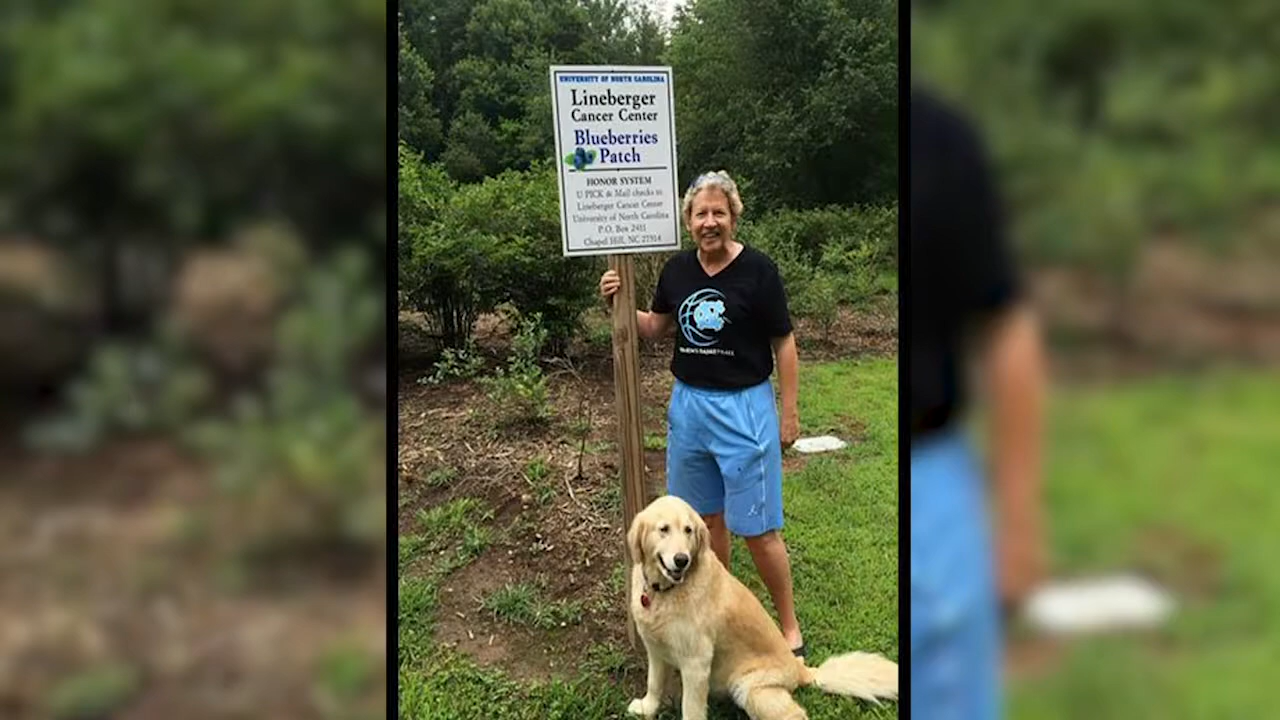 UNIVERSITY OF NORTH CAROLINA
Lineberger
Cancer Center
Blueberries
Patch
HONOR SYSTEM
U PICK & Mail checks to
Lineberger Cancer Center
University of North Carolina
P.O. Box 2411
Chapel Hill, NC 27514